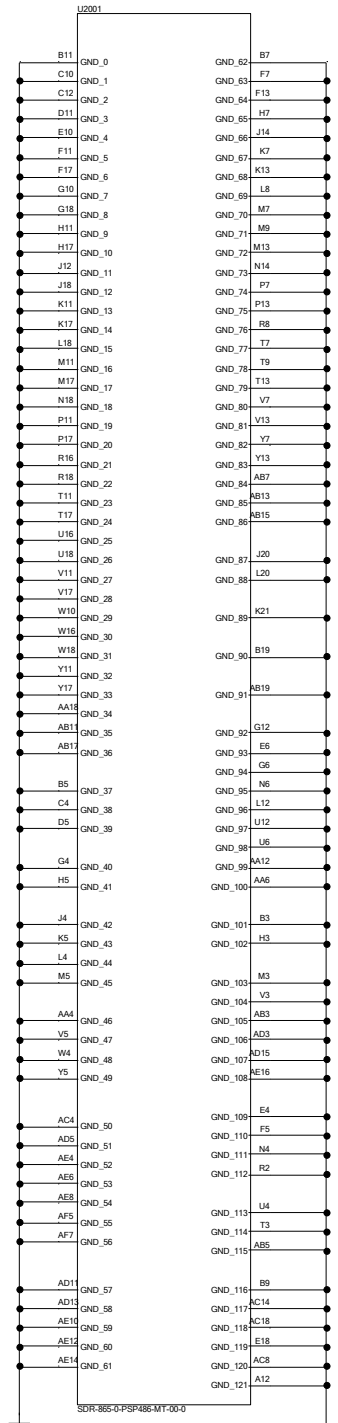 U2001
B11 GND_0 GND_62 B7
C10 GND_1 GND_63 F7
C12 GND_2 GND_64 F13
D11 GND_3 GND_65 H7
E10 GND_4 GND_66 J14
F11 GND_5 GND_67 K7
F17 GND_6 GND_68 K13
G10 GND_7 GND_69 L8
G18 GND_8 GND_70 M7
H11 GND_9 GND_71 M9
H17 GND_10 GND_72 M13
J12 GND_11 GND_73 N14
J18 GND_12 GND_74 P7
K11 GND_13 GND_75 P13
K17 GND_14 GND_76 R8
L18 GND_15 GND_77 T7
M11 GND_16 GND_78 T9
M17 GND_17 GND_79 T13
N18 GND_18 GND_80 V7
P11 GND_19 GND_81 V13
P17 GND_20 GND_82 Y7
R16 GND_21 GND_83 Y13
R18 GND_22 GND_84 AB7
T11 GND_23 GND_85 AB13
T17 GND_24 GND_86 AB15
U16 GND_25
U18 GND_26 GND_87 J20
V11 GND_27 GND_88 L20
V17 GND_28
W10 GND_29 GND_89 K21
W16 GND_30
W18 GND_31 GND_90 B19
Y11 GND_32
Y17 GND_33 GND_91 AB19
AA18 GND_34
AB11 GND_35 GND_92 G12
AB17 GND_36 GND_93 E6
GND_94 G6
B5 GND_37 GND_95 N6
C4 GND_38 GND_96 L12
D5 GND_39 GND_97 U12
GND_98 U6
G4 GND_40 GND_99 AA12
H5 GND_41 GND_100 AA6
J4 GND_42 GND_101 B3
K5 GND_43 GND_102 H3
L4 GND_44
M5 GND_45 GND_103 M3
GND_104 V3
AA4 GND_46 GND_105 AB3
V5 GND_47 GND_106 AD3
W4 GND_48 GND_107 AD15
Y5 GND_49 GND_108 AE16
AC4 GND_50 GND_109 E4
AD5 GND_51 GND_110 F5
AE4 GND_52 GND_111 N4
AE6 GND_53 GND_112 R2
AE8 GND_54
AF5 GND_55 GND_113 U4
AF7 GND_56 GND_114 T3
GND_115 AB5
AD11 GND_57 GND_116 B9
AD13 GND_58 GND_117 AC14
AE10 GND_59 GND_118 AC18
AE12 GND_60 GND_119 E18
AE14 GND_61 GND_120 AC8
GND_121 A12
SDR-865-0-PSP486-MT-00-0